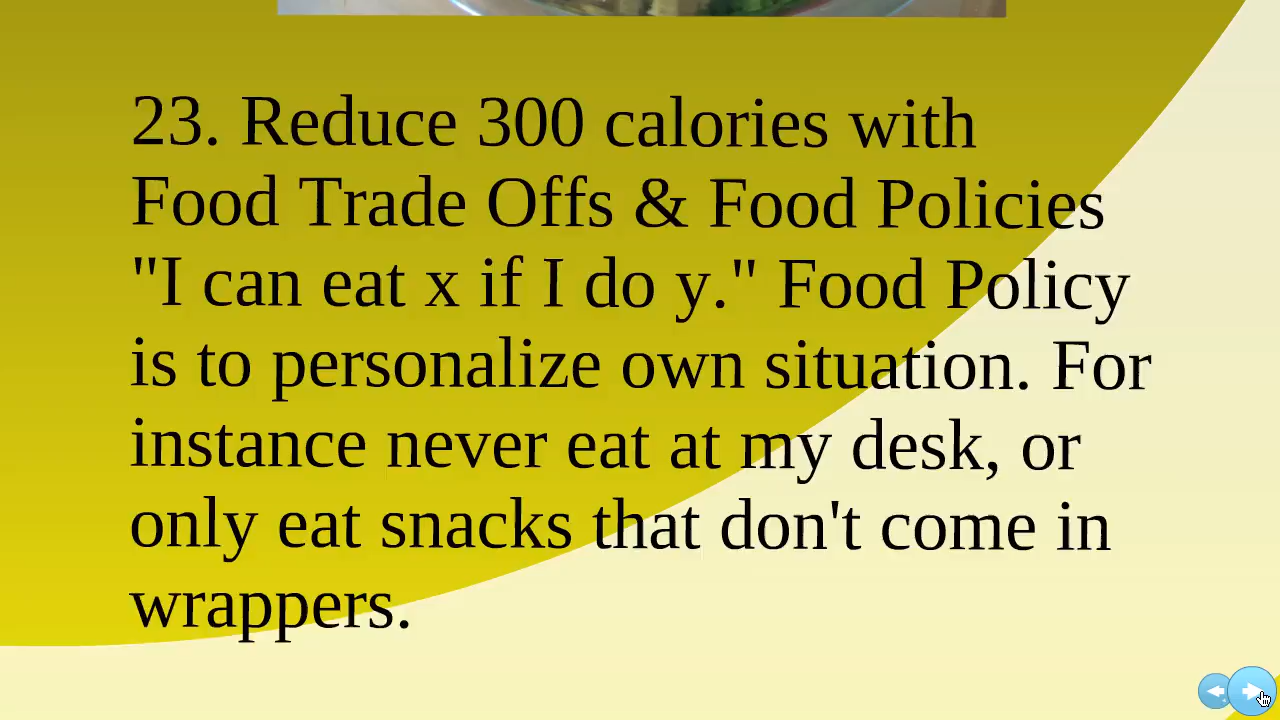 23. Reduce 300 calories with
Food Trade Offs & Food Policies
"I can eat x if I do y." Food Policy
is to personalize own situation. For
instance never eat at my desk, or
only eat snacks that don't come in
wrappers.